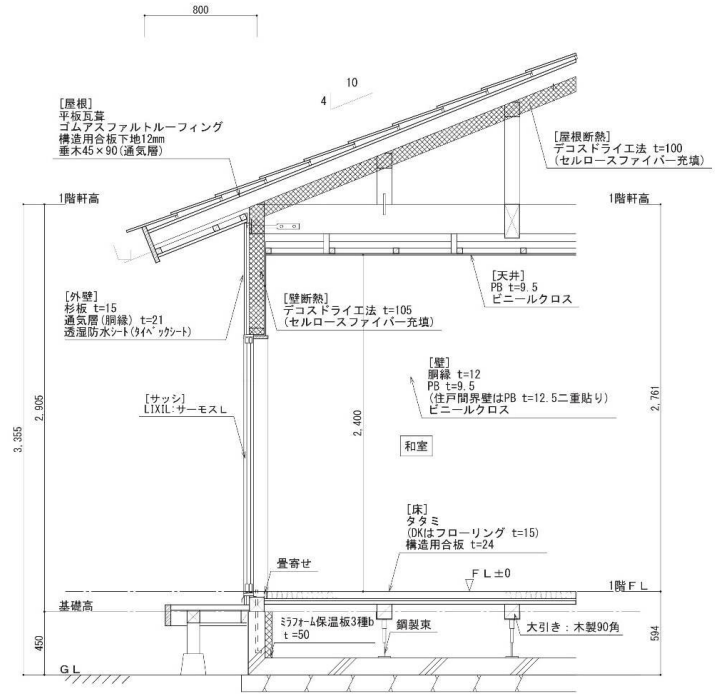 800
10
4
[屋根]
平板瓦葺
ゴムアスファルトルーフィング
構造用合板下地12mm
垂木45×90(通気層)
[屋根断熱]
デコスドライ工法 t=100
(セルロースファイバー充填)
1階軒高
1階軒高
[天井]
PB t=9.5
ビニールクロス
[外壁]
杉板 t=15
通気層(胴縁) t=21
透湿防水シート(タイベックシート)
[壁断熱]
デコスドライ工法 t=105
(セルロースファイバー充填)
[壁]
胴縁 t=12
PB t=9.5
(住戸間界壁はPB t=12.5二重貼り)
ビニールクロス
[サッシ]
LIXIL:サーモスL
3,355
2,905
2,400
2,761
和室
[床]
タタミ
(DKはフローリング t=15)
構造用合板 t=24
畳寄せ
FL±0
1階FL
基礎高
ミラフォーム保温板3種b
t=50
鋼製束
大引き:木製90角
450
594
GL